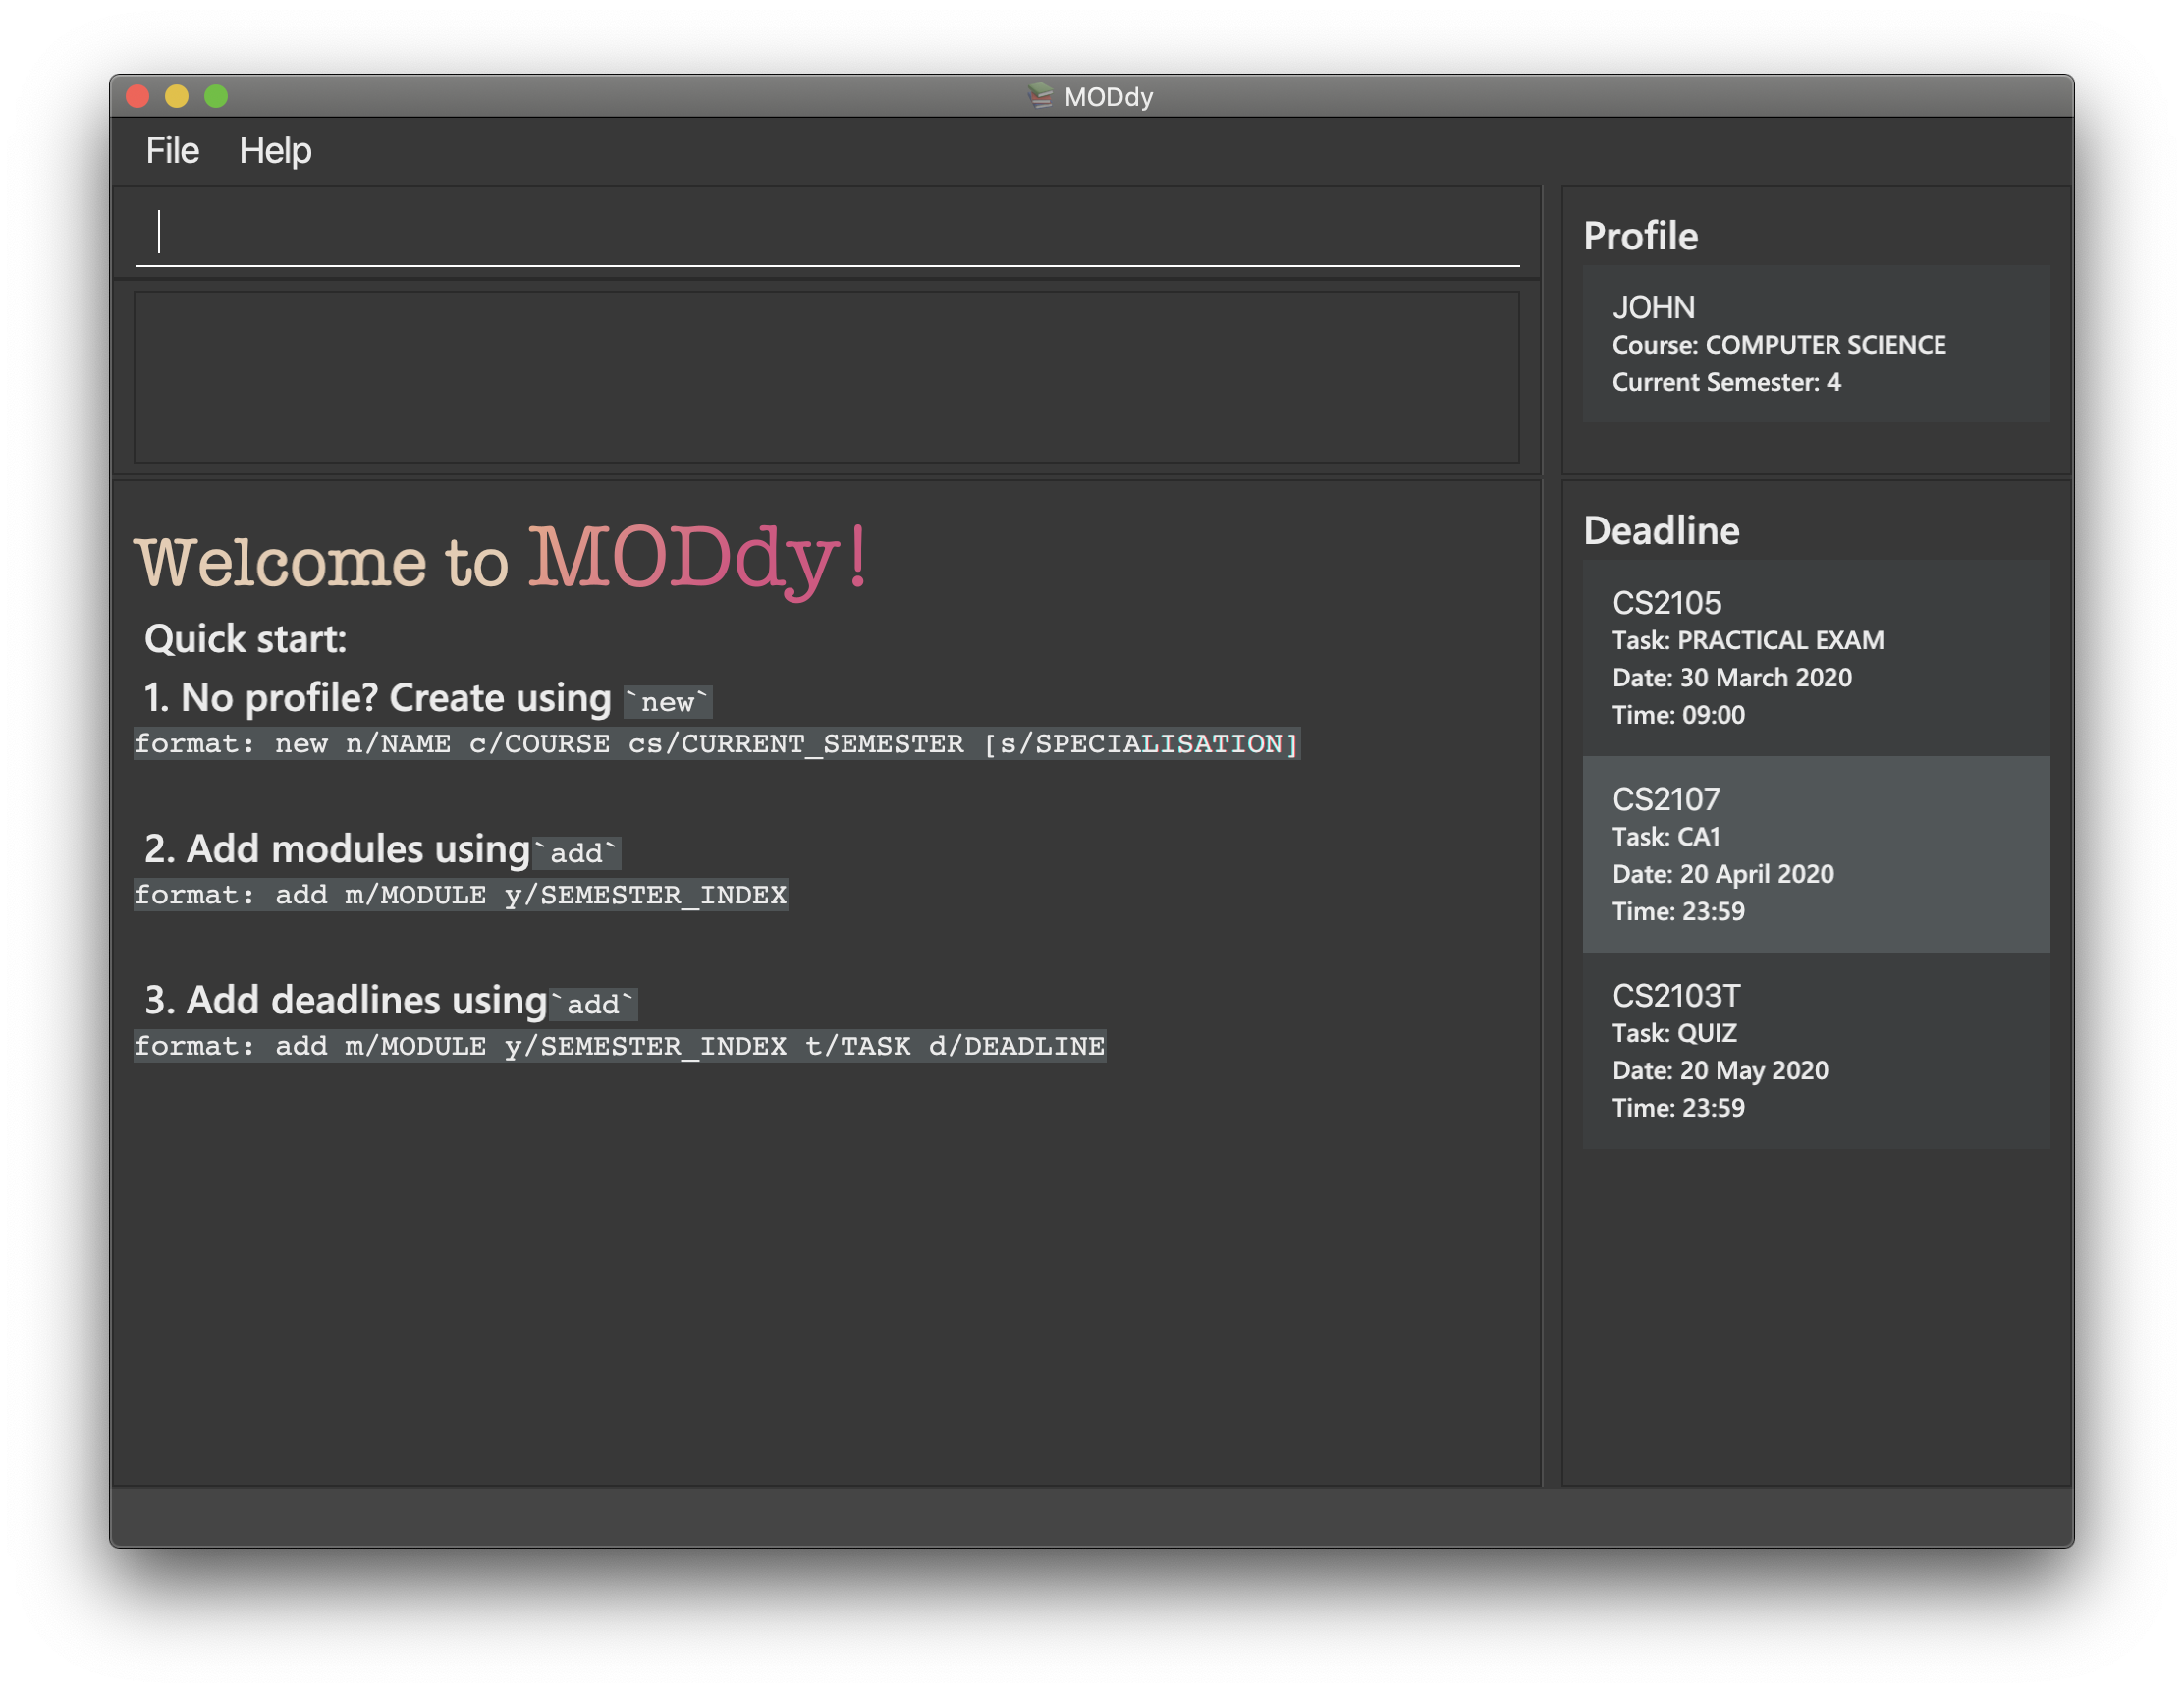 MODdy
File Help
Profile
JOHN
Course: COMPUTER SCIENCE
Current Semester: 4
Welcome to MODdy!
Quick start:
1. No profile? Create using `new`
format: new n/NAME c/COURSE cs/CURRENT_SEMESTER [s/SPECIALISATION]
2. Add modules using`add`
format: add m/MODULE y/SEMESTER_INDEX
3. Add deadlines using`add`
format: add m/MODULE y/SEMESTER_INDEX t/TASK d/DEADLINE
Deadline
CS2105
Task: PRACTICAL EXAM
Date: 30 March 2020
Time: 09:00
CS2107
Task: CA1
Date: 20 April 2020
Time: 23:59
CS2103T
Task: QUIZ
Date: 20 May 2020
Time: 23:59